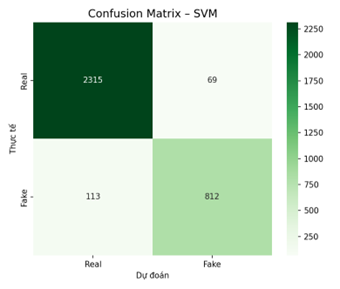 Confusion Matrix – SVM
Thực tế
Real
2315
69
Fake
113
812
Real
Fake
Dự đoán
2250
2000
1750
1500
1250
1000
750
500
250